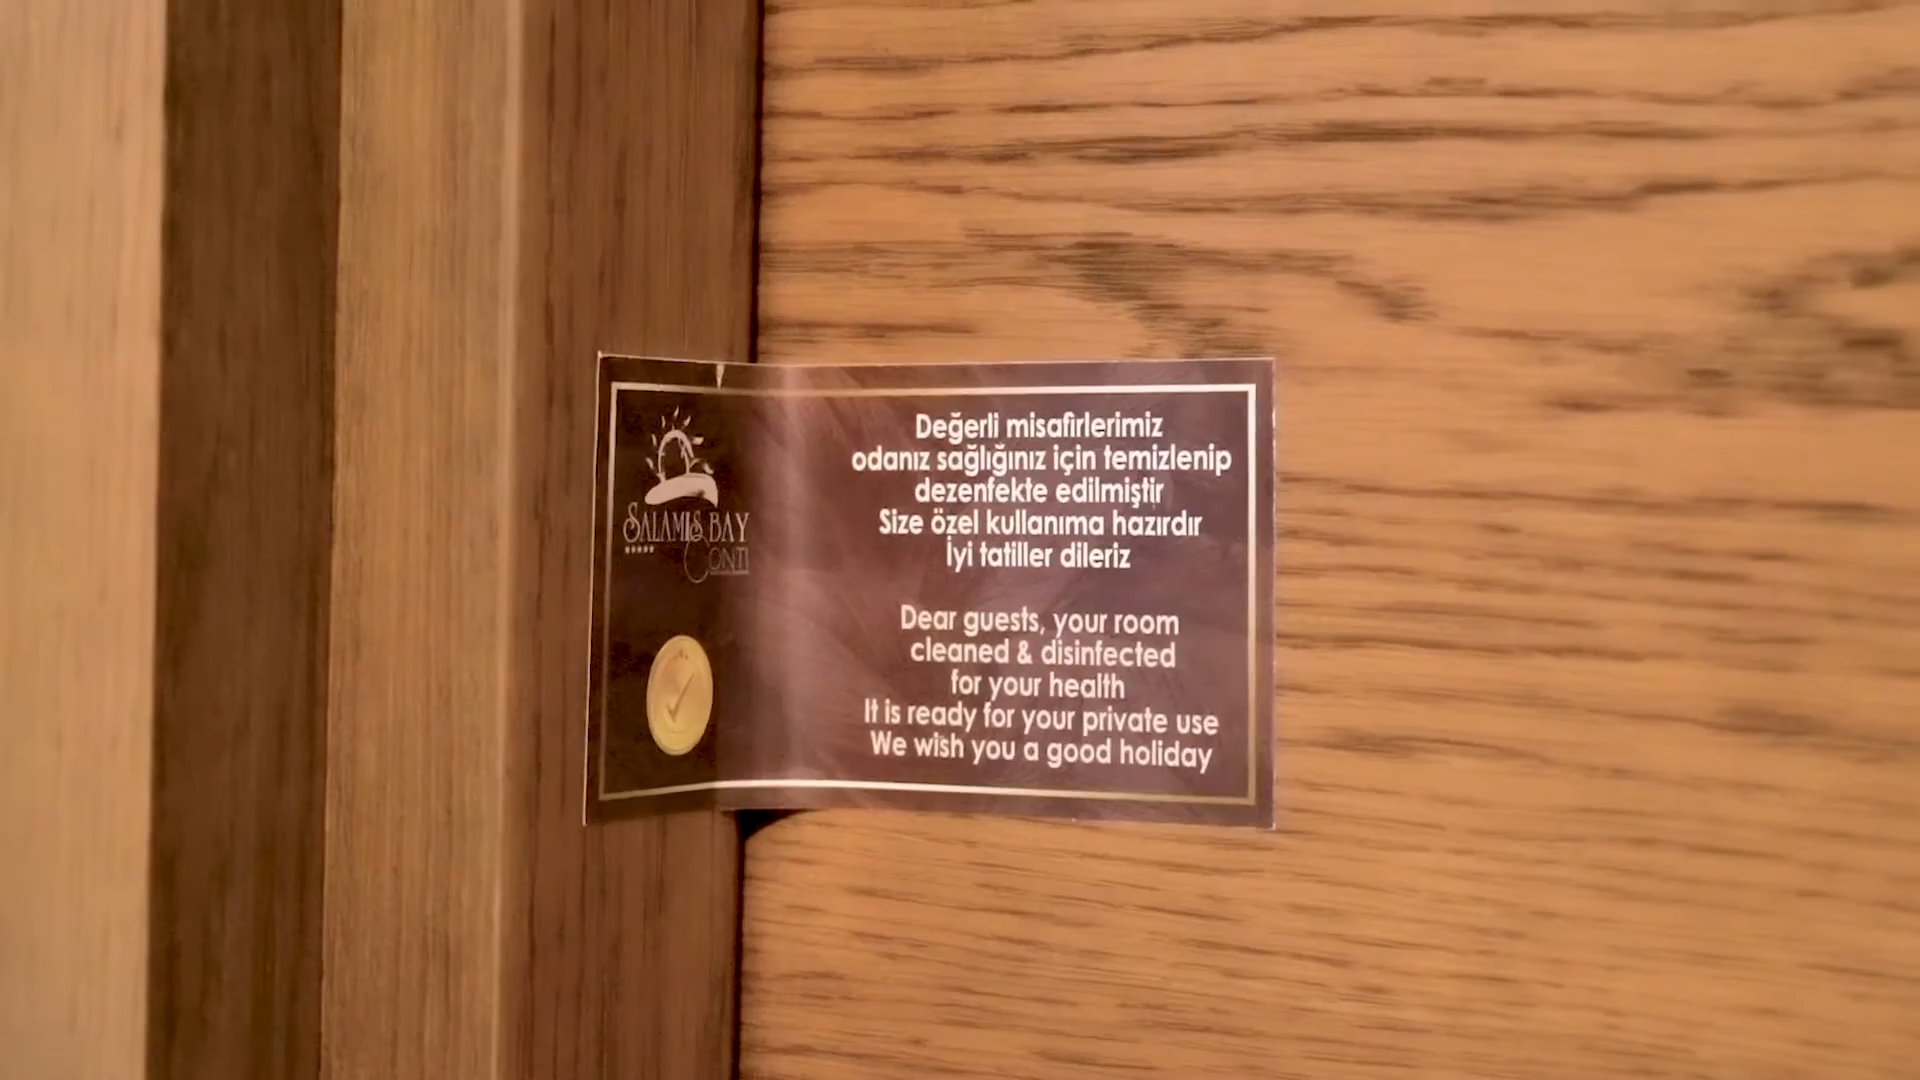 SALAMIS BAY
CONTI
Değerli misafirlerimiz
odanız sağlığınız için temizlenip
dezenfekte edilmiştir
Size özel kullanıma hazırdır
İyi tatiller dileriz
Dear guests, your room
cleaned & disinfected
for your health
It is ready for your private use
We wish you a good holiday